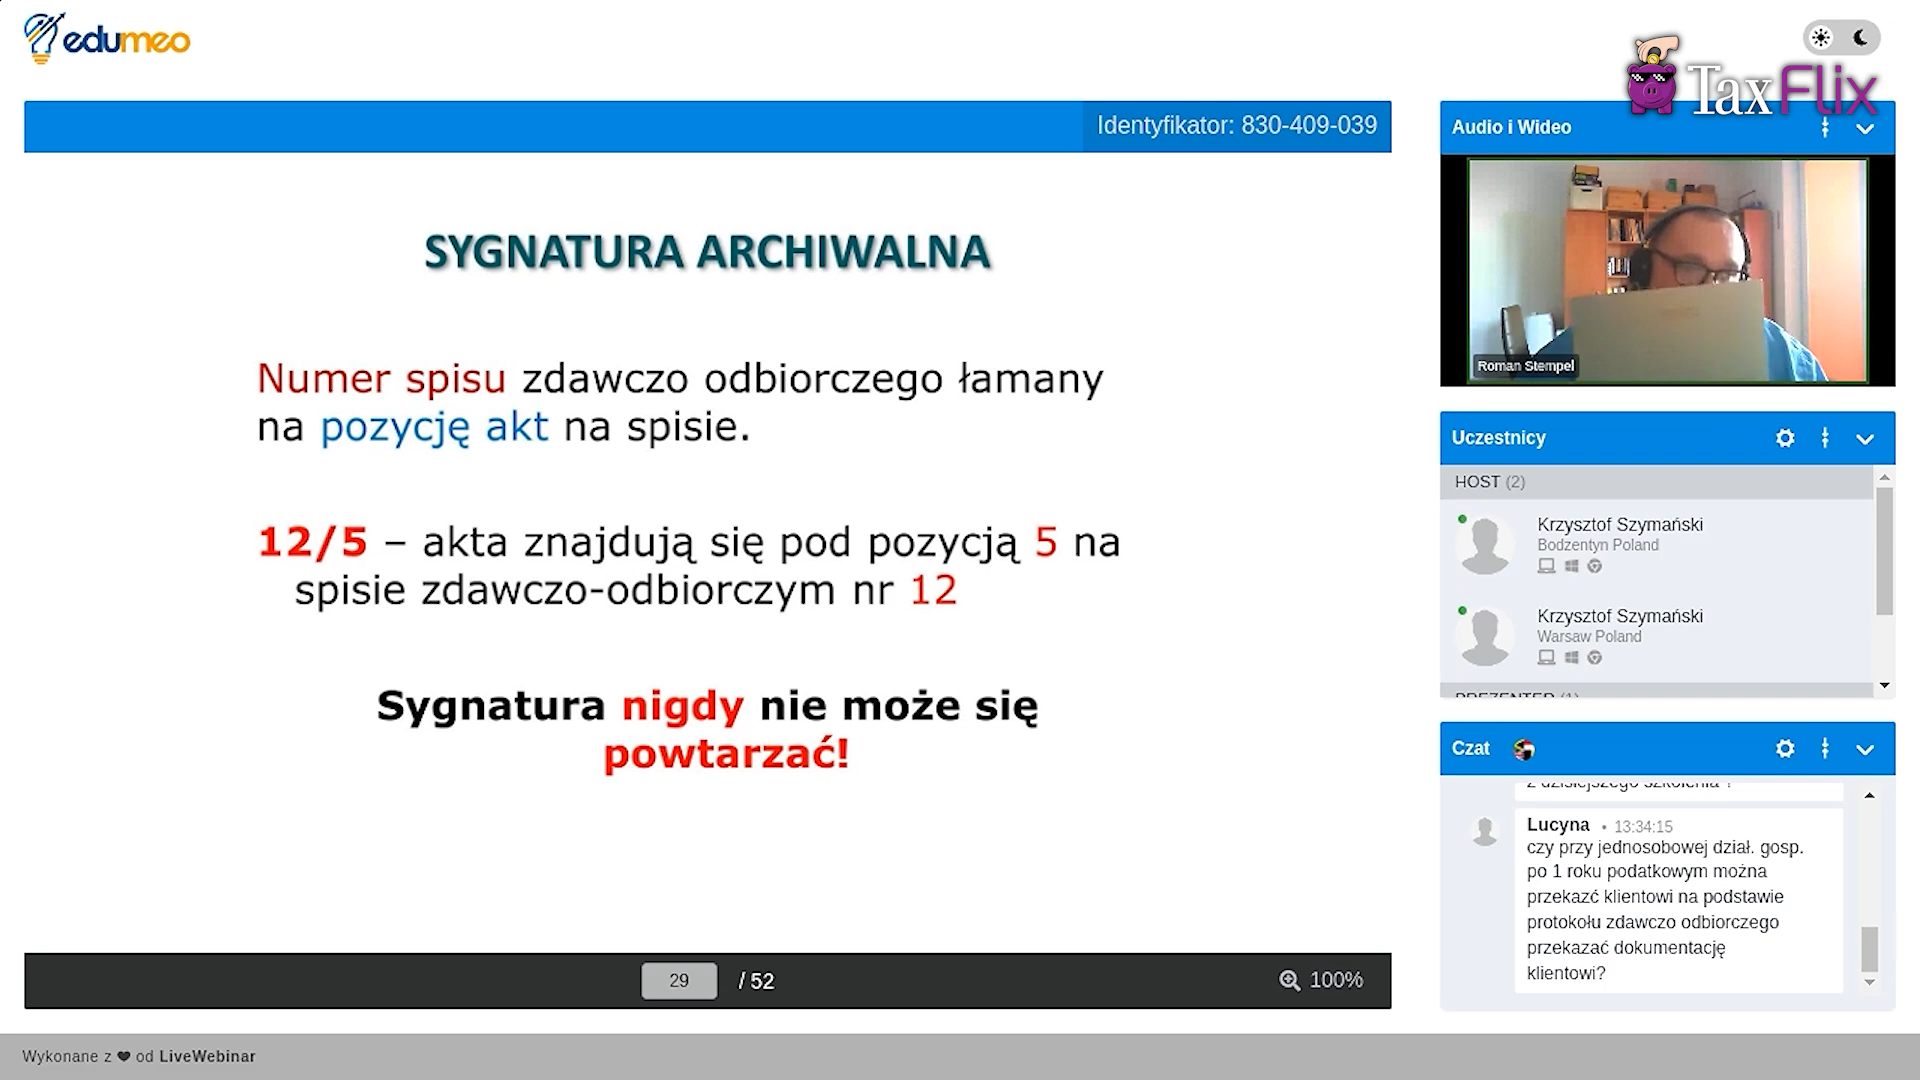 edumeo
TaxFlix
Identyfikator: 830-409-039
SYGNATURA ARCHIWALNA
Numer spisu zdawczo odbiorczego łamany
na pozycję akt na spisie.
12/5 – akta znajdują się pod pozycją 5 na
spisie zdawczo-odbiorczym nr 12
Sygnatura nigdy nie może się
powtarzać!
29 / 52
100%
Audio i Wideo
Roman Stempel
Uczestnicy
HOST (2)
Krzysztof Szymański
Bodzentyn Poland
Krzysztof Szymański
Warsaw Poland
PREZENTER (1)
Czat
z dzisiejszego szkolenia ?
Lucyna • 13:34:15
czy przy jednosobowej dział. gosp.
po 1 roku podatkowym można
przekazć klientowi na podstawie
protokołu zdawczo odbiorczego
przekazać dokumentację
klientowi?
Wykonane z ❤ od LiveWebinar